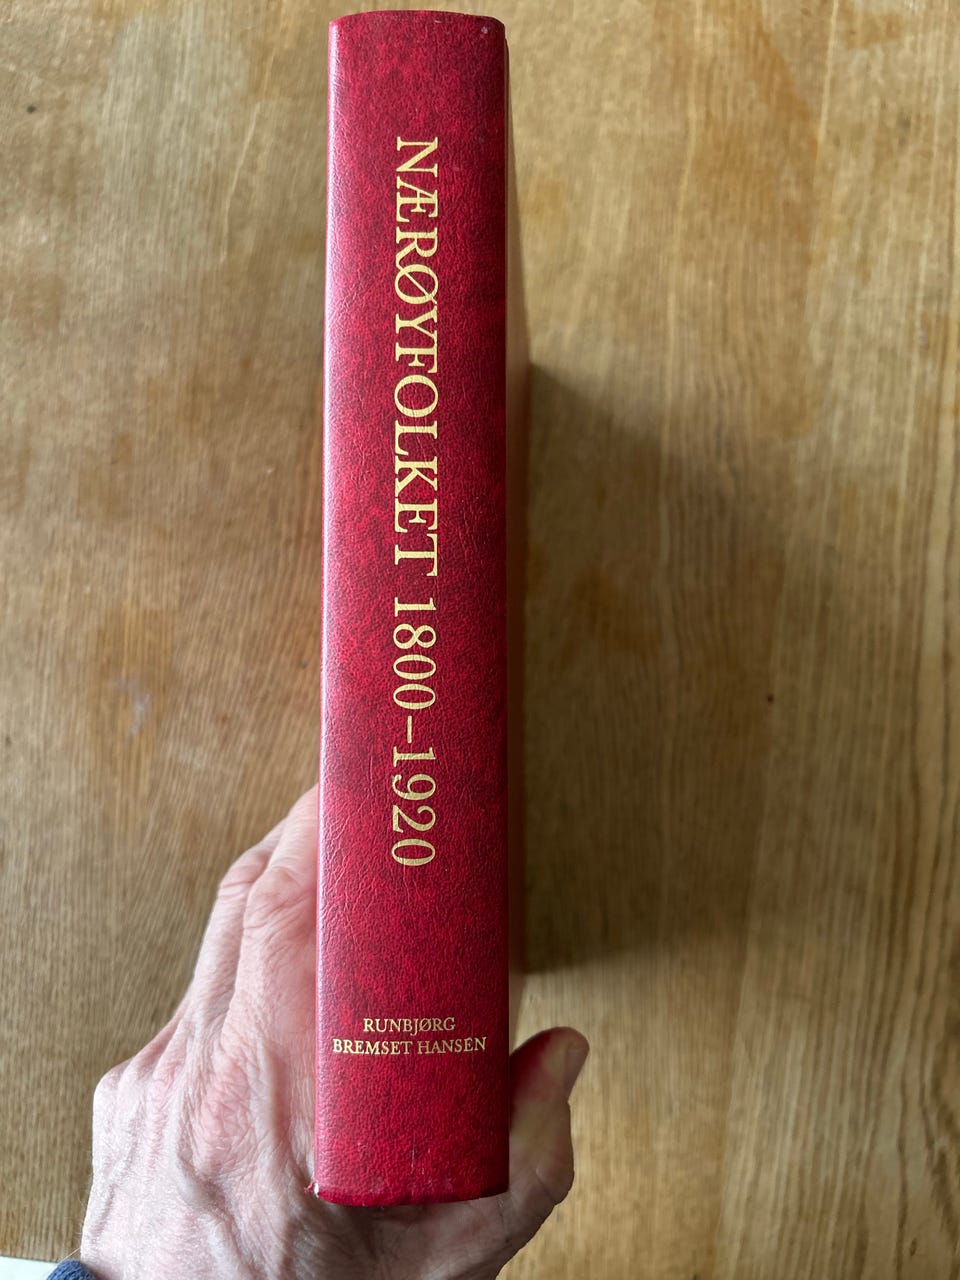 NÆRØYFOLKET 1800–1920
RUNBJØRG
BREMSET HANSEN